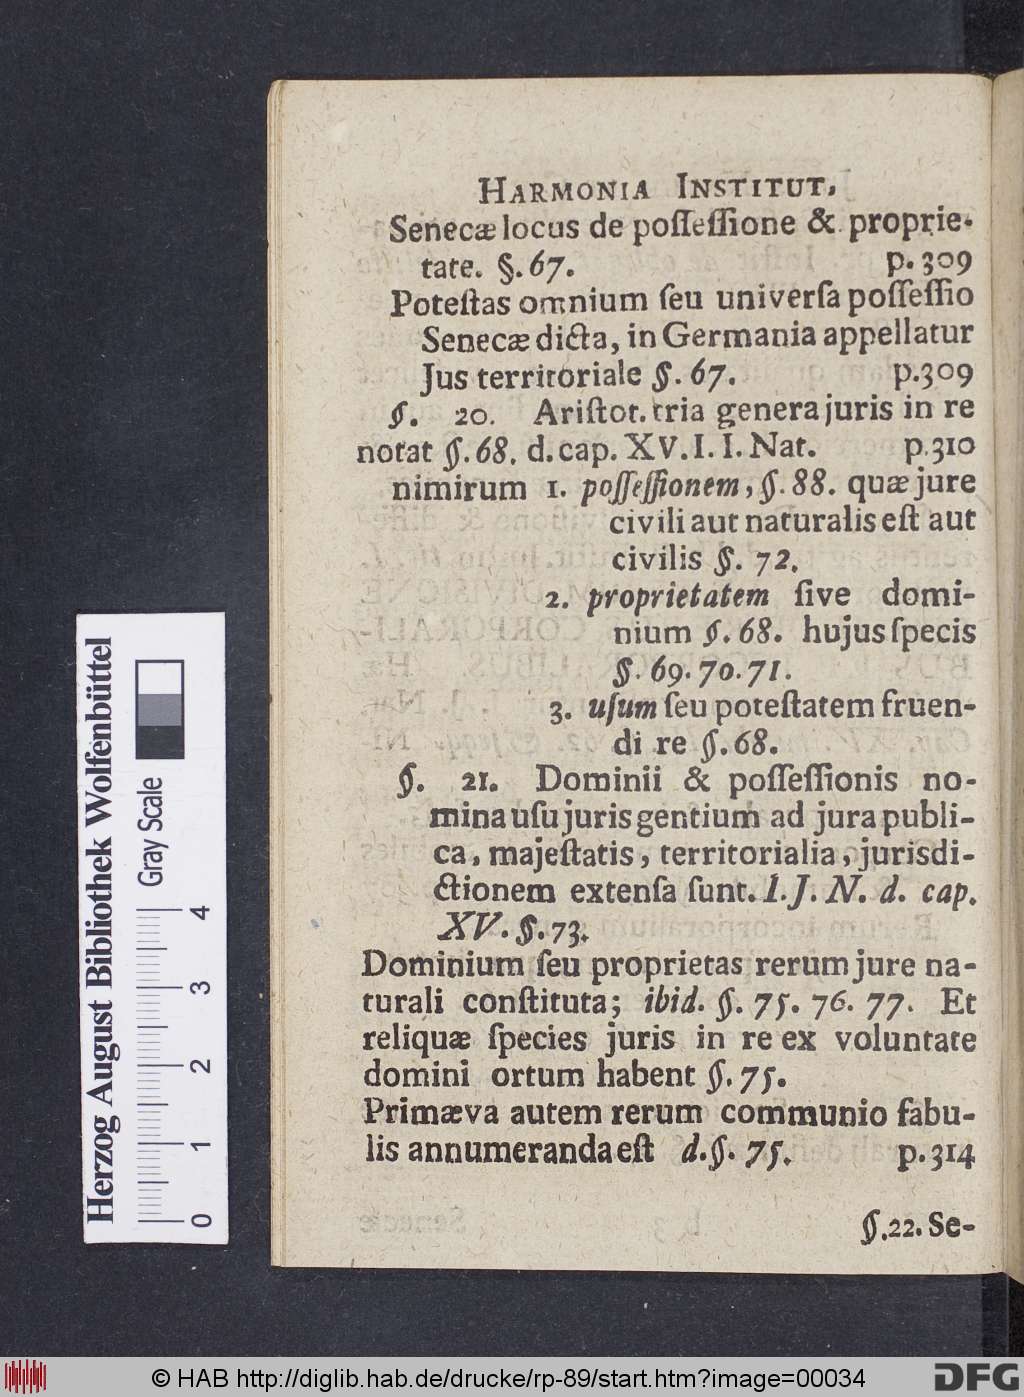 HARMONIA INSTITUT.
Senecæ locus de poſſeſſione & proprie-
tate. §. 67. p. 309
Poteſtas omnium ſeu univerſa poſſeſſio
Senecæ dicta, in Germania appellatur
Jus territoriale §. 67. p. 309
§. 20. Ariſtot. tria genera juris in re
notat §. 68. d. cap. XV. I. I. Nat. p. 310
nimirum 1. poſſeſſionem, §. 88. quæ jure
civili aut naturalis eſt aut
civilis §. 72.
2. proprietatem ſive domi-
nium §. 68. hujus ſpecis
§. 69. 70. 71.
3. uſum ſeu poteſtatem fruen-
di re §. 68.
§. 21. Dominii & poſſeſſionis no-
mina uſu juris gentium ad jura publi-
ca, majeſtatis, territorialia, jurisdi-
ctionem extenſa ſunt. l. J. N. d. cap.
XV. §. 73.
Dominium ſeu proprietas rerum jure na-
turali conſtituta; ibid. §. 75. 76. 77. Et
reliquæ ſpecies juris in re ex voluntate
domini ortum habent §. 75.
Primæva autem rerum communio fabu-
lis annumeranda eſt d. §. 75. p. 314
§. 22. Se-
Herzog August Bibliothek Wolfenbüttel
Gray Scale
0 1 2 3 4
© HAB http://diglib.hab.de/drucke/rp-89/start.htm?image=00034
DFG